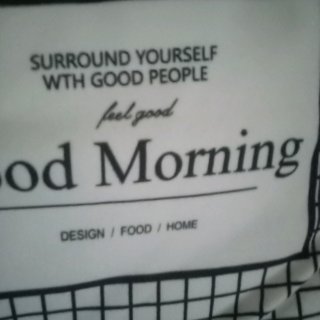 SURROUND YOURSELF
WTH GOOD PEOPLE
feel good
ood Morning
DESIGN / FOOD / HOME